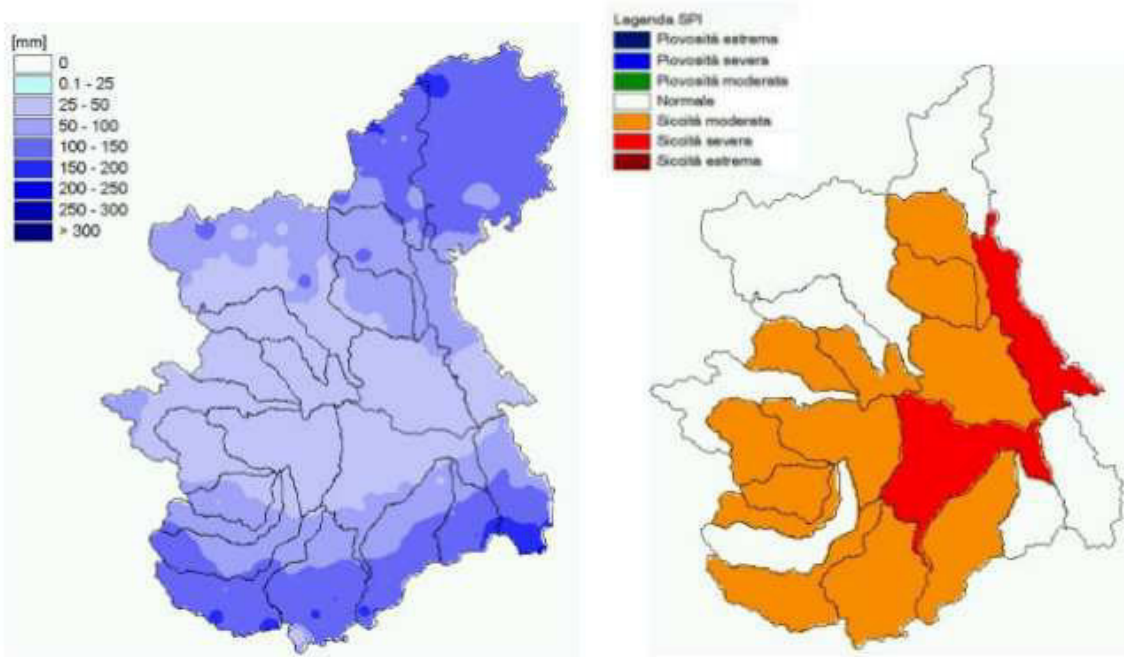 [mm]
0
0.1 - 25
25 - 50
50 - 100
100 - 150
150 - 200
200 - 250
250 - 300
> 300
Legenda SPI
Piovosità estrema
Piovosità severa
Piovosità moderata
Normale
Siccità moderata
Siccità severa
Siccità estrema